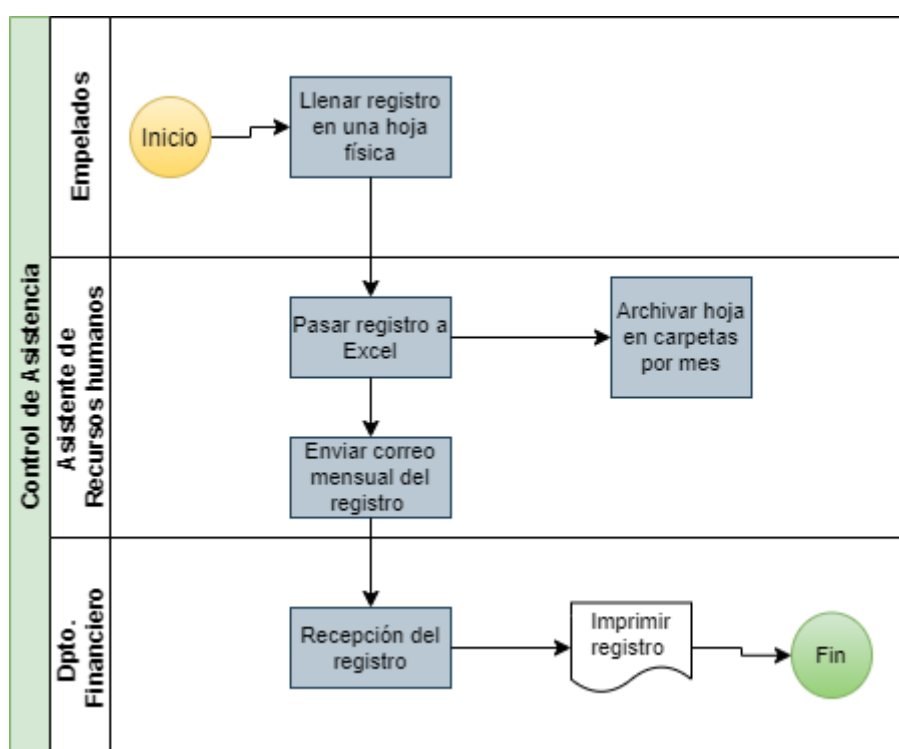 Control de Asistencia
Empelados
Inicio
Llenar registro
en una hoja
física
Asistente de
Recursos humanos
Pasar registro a
Excel
Archivar hoja
en carpetas
por mes
Enviar correo
mensual del
registro
Dpto.
Financiero
Recepción del
registro
Imprimir
registro
Fin